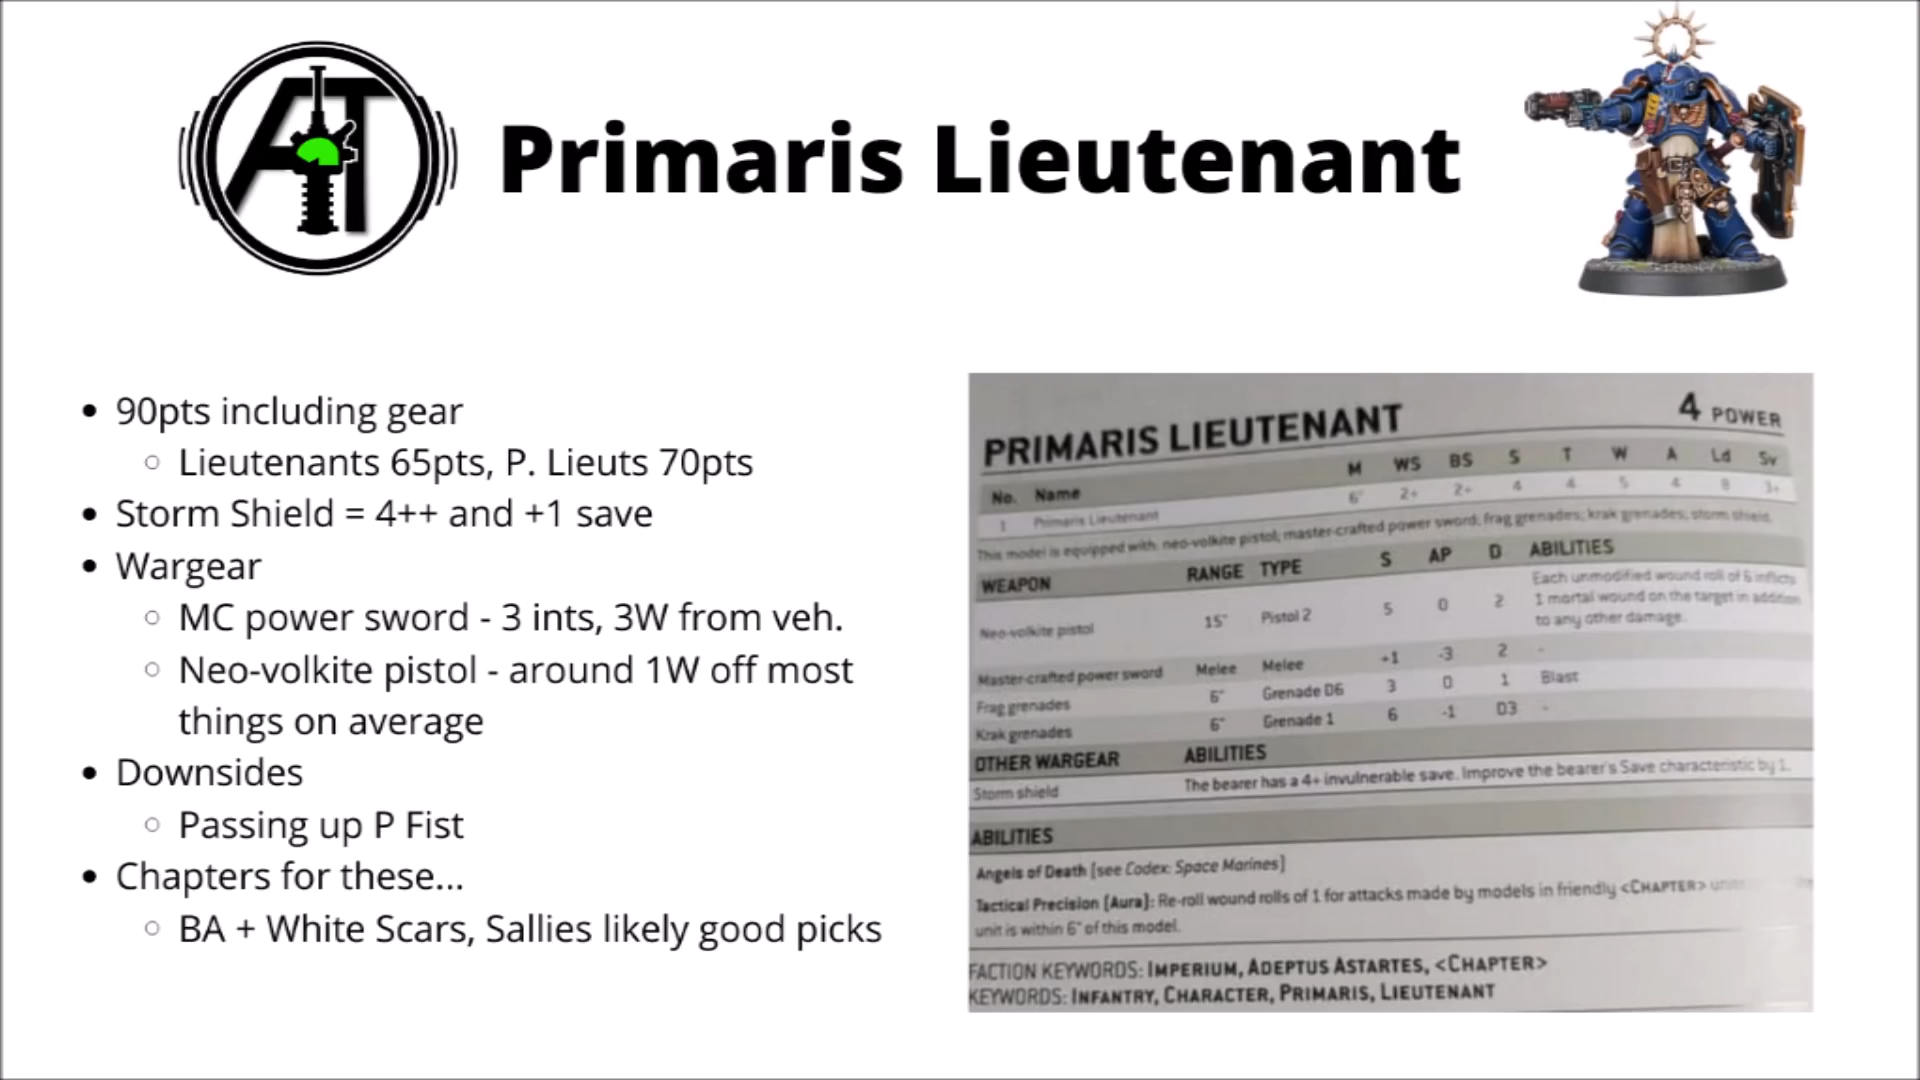 AT
Primaris Lieutenant
90pts including gear
Lieutenants 65pts, P. Lieuts 70pts
Storm Shield = 4++ and +1 save
Wargear
MC power sword - 3 ints, 3W from veh.
Neo-volkite pistol - around 1W off most
things on average
Downsides
Passing up P Fist
Chapters for these...
BA + White Scars, Sallies likely good picks
PRIMARIS LIEUTENANT 4 POWER
No. Name M WS BS S T W A Ld Sv
1 Primaris Lieutenant 6" 2+ 2+ 4 4 5 4 8 3+
This model is equipped with: neo-volkite pistol; master-crafted power sword; frag grenades; krak grenades; storm shield.
WEAPON RANGE TYPE S AP D ABILITIES
Neo-volkite pistol 15" Pistol 2 5 0 2 Each unmodified wound roll of 6 inflicts
1 mortal wound on the target in addition
to any other damage.
Master-crafted power sword Melee Melee +1 -3 2 -
Frag grenades 6" Grenade D6 3 0 1 Blast
Krak grenades 6" Grenade 1 6 -1 D3 -
OTHER WARGEAR ABILITIES
Storm shield The bearer has a 4+ invulnerable save. Improve the bearer's Save characteristic by 1.
ABILITIES
Angels of Death [see Codex: Space Marines]
Tactical Precision (Aura): Re-roll wound rolls of 1 for attacks made by models in friendly <CHAPTER>
unit is within 6" of this model.
FACTION KEYWORDS: IMPERIUM, ADEPTUS ASTARTES, <CHAPTER>
KEYWORDS: INFANTRY, CHARACTER, PRIMARIS, LIEUTENANT